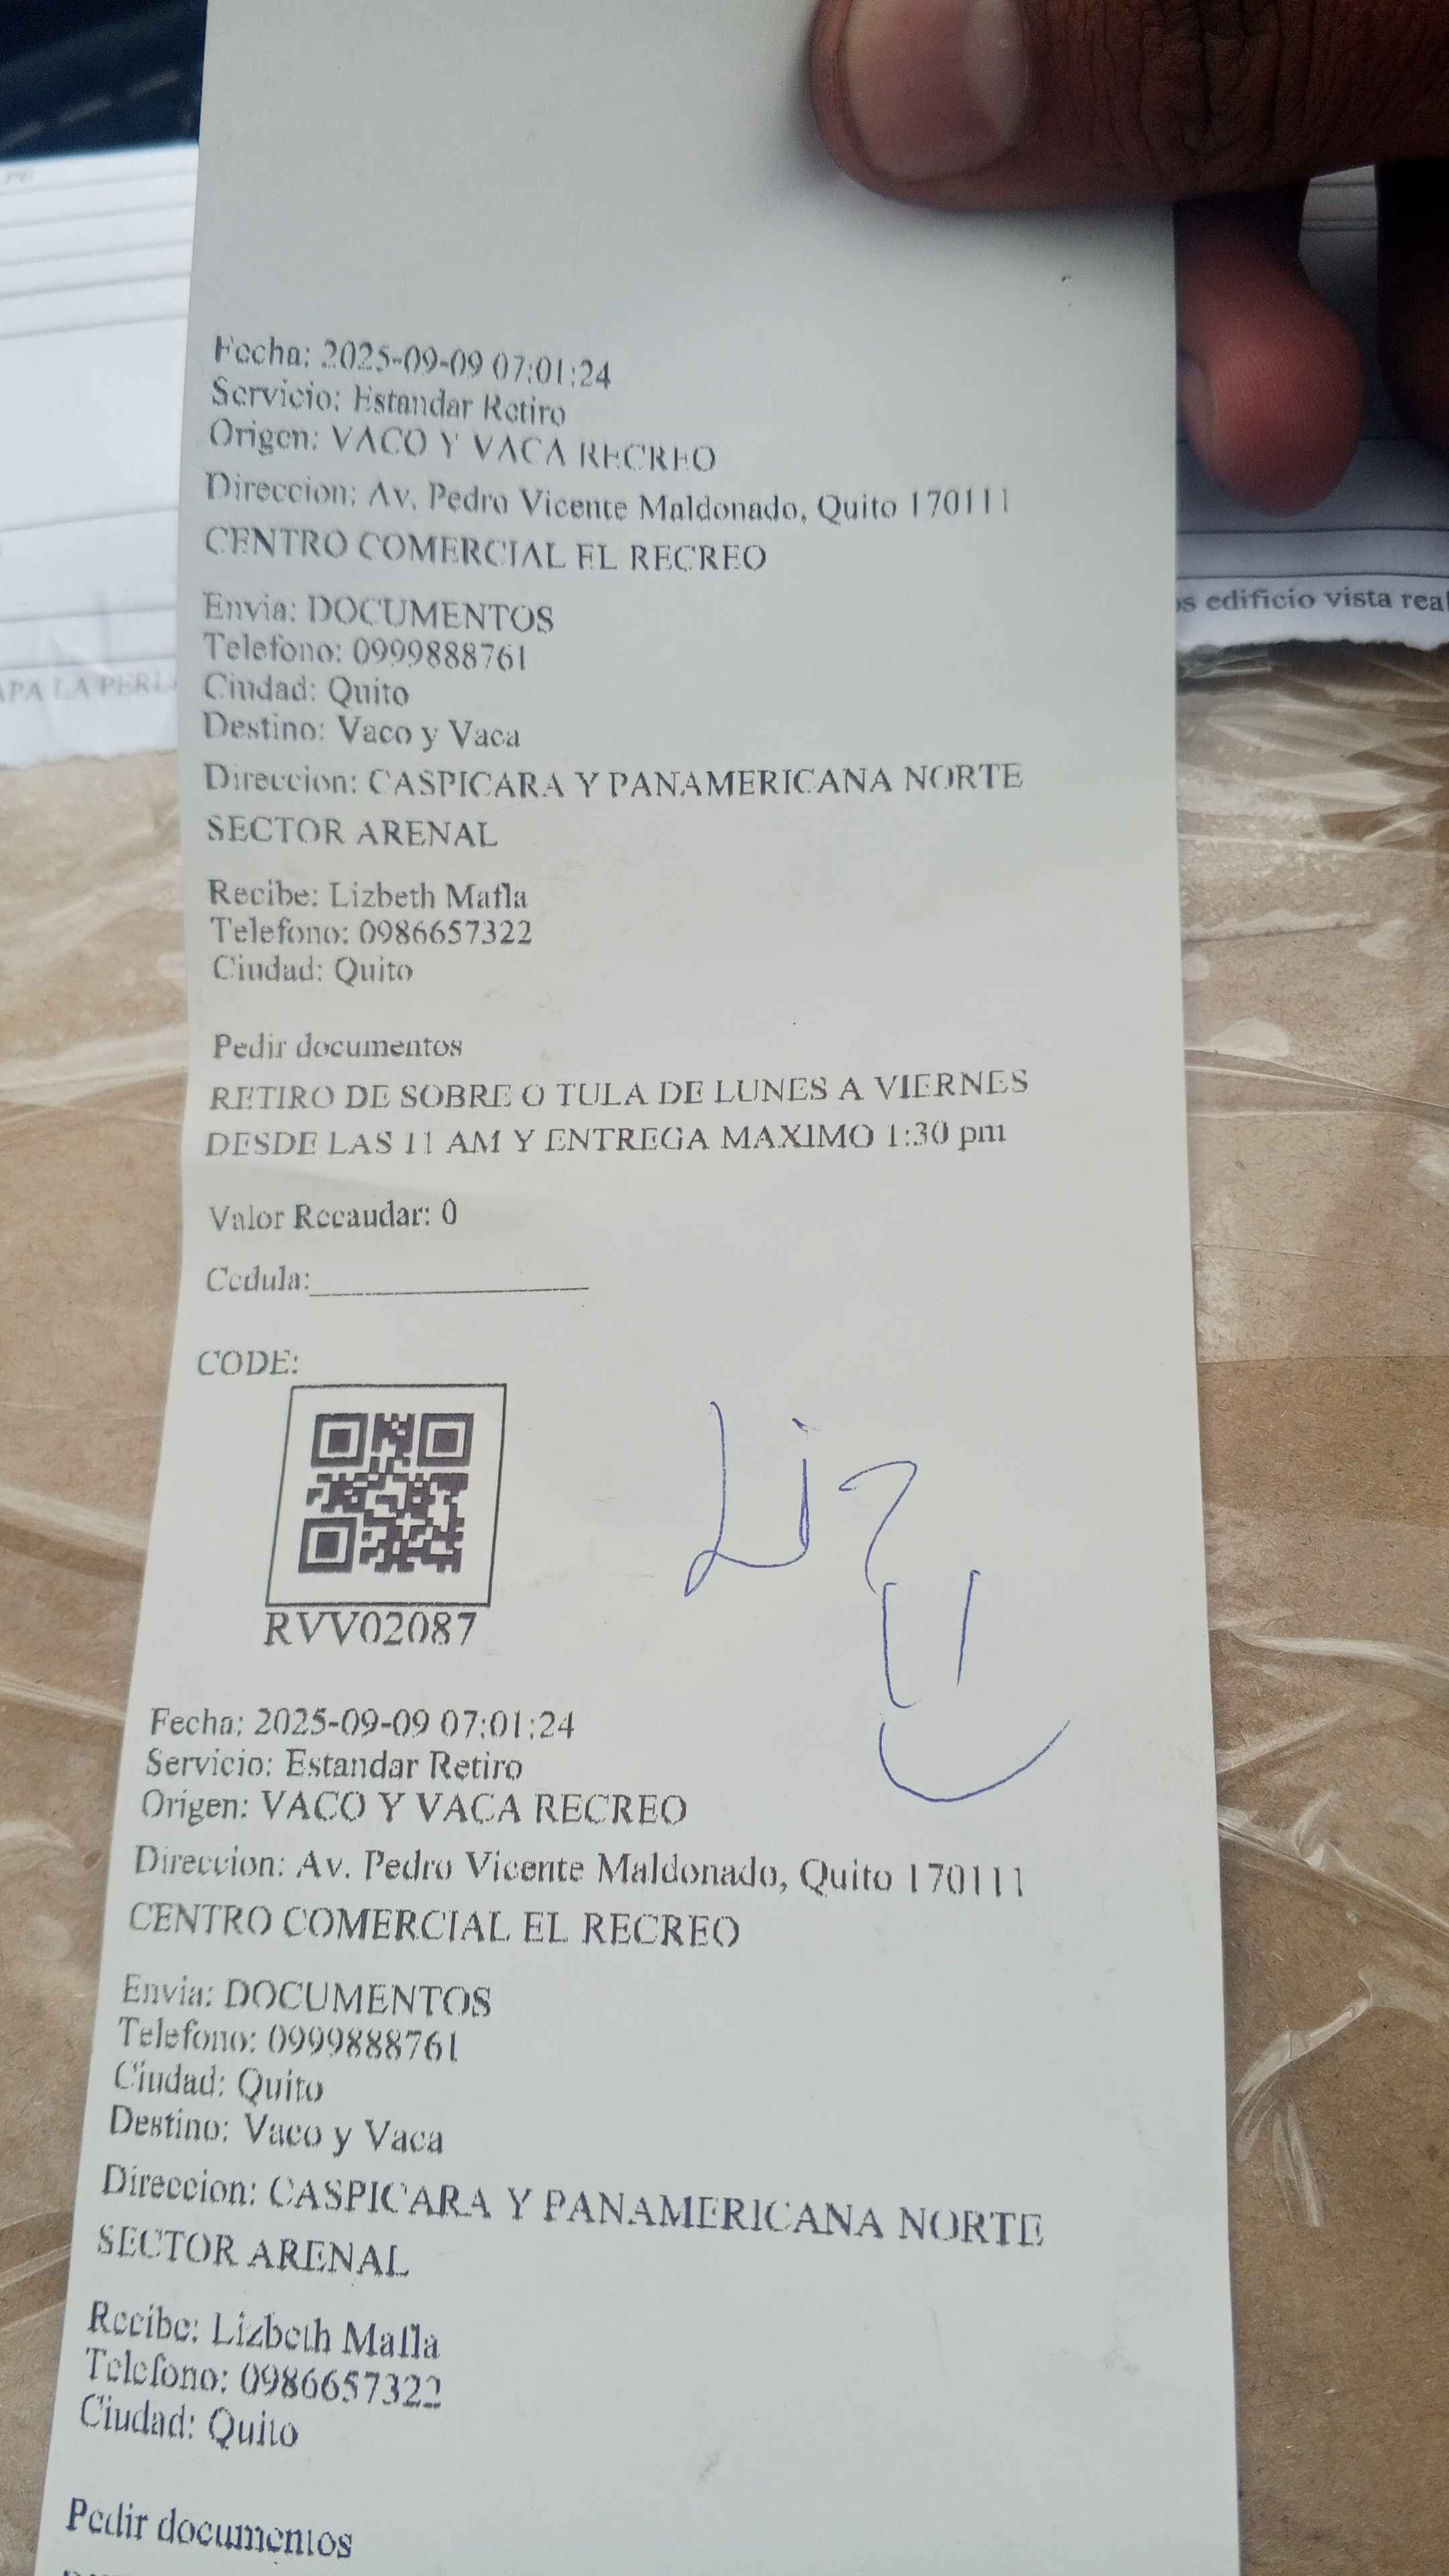 Fecha: 2025-09-09 07:01:24
Servicio: Estandar Retiro
Origen: VACO Y VACA RECREO
Direccion: Av. Pedro Vicente Maldonado, Quito 170111
CENTRO COMERCIAL EL RECREO
Envia: DOCUMENTOS
Telefono: 0999888761
Ciudad: Quito
Destino: Vaco y Vaca
Direccion: CASPICARA Y PANAMERICANA NORTE
SECTOR ARENAL
Recibe: Lizbeth Mafla
Telefono: 0986657322
Ciudad: Quito
Pedir documentos
RETIRO DE SOBRE O TULA DE LUNES A VIERNES
DESDE LAS 11 AM Y ENTREGA MAXIMO 1:30 pm
Valor Recaudar: 0
Cedula:
CODE:
RVV02087
Liz
Fecha: 2025-09-09 07:01:24
Servicio: Estandar Retiro
Origen: VACO Y VACA RECREO
Direccion: Av. Pedro Vicente Maldonado, Quito 170111
CENTRO COMERCIAL EL RECREO
Envia: DOCUMENTOS
Telefono: 0999888761
Ciudad: Quito
Destino: Vaco y Vaca
Direccion: CASPICARA Y PANAMERICANA NORTE
SECTOR ARENAL
Recibe: Lizbeth Mafla
Telefono: 0986657322
Ciudad: Quito
Pedir documentos
edificio vista real
LA PERL